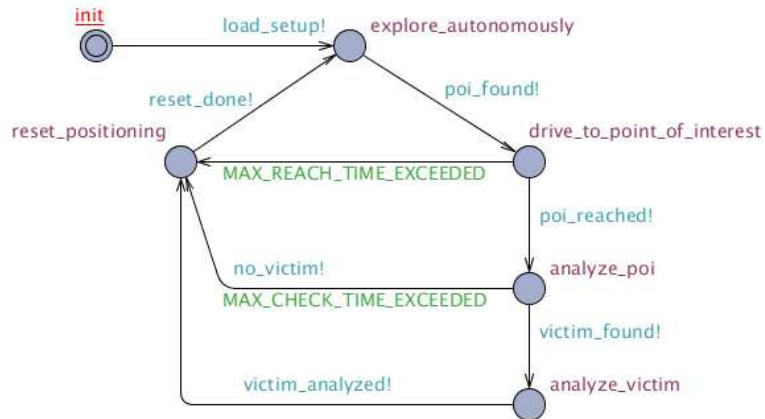 init
load_setup!
explore_autonomously
reset_done!
poi_found!
reset_positioning
drive_to_point_of_interest
MAX_REACH_TIME_EXCEEDED
poi_reached!
no_victim!
analyze_poi
MAX_CHECK_TIME_EXCEEDED
victim_found!
victim_analyzed!
analyze_victim